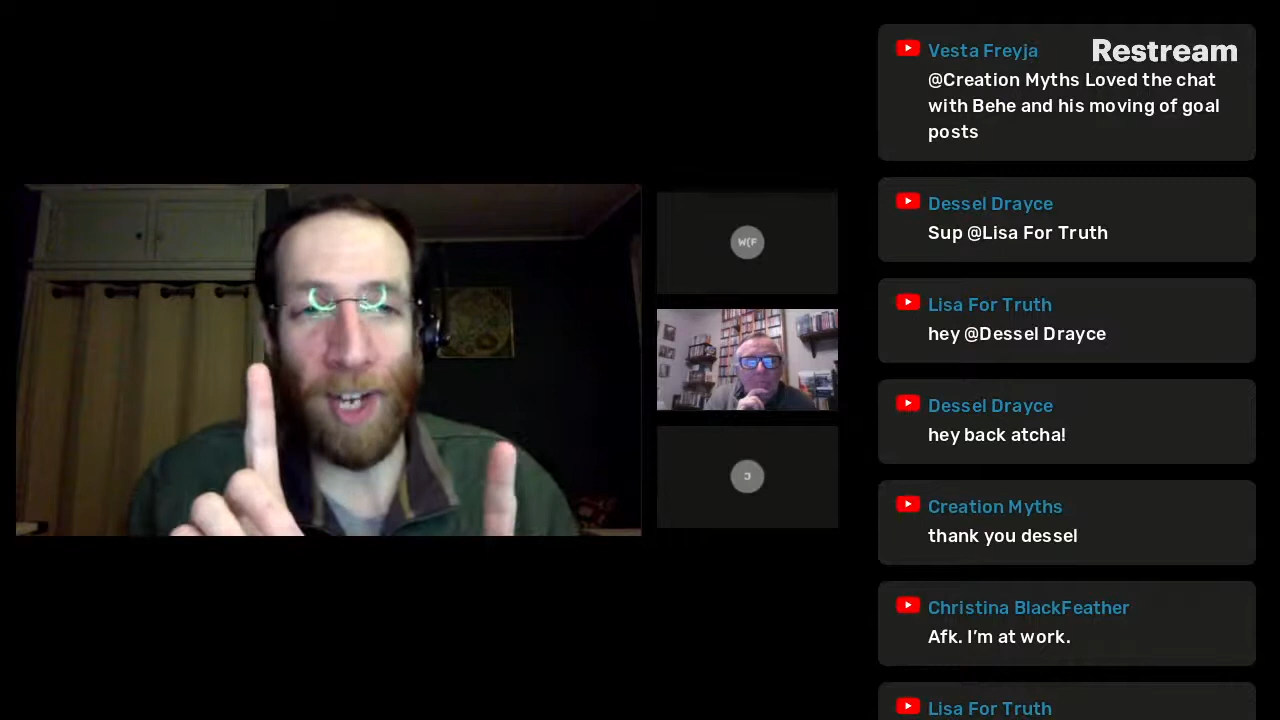 W(F
J
Restream
Vesta Freyja
@Creation Myths Loved the chat
with Behe and his moving of goal
posts
Dessel Drayce
Sup @Lisa For Truth
Lisa For Truth
hey @Dessel Drayce
Dessel Drayce
hey back atcha!
Creation Myths
thank you dessel
Christina BlackFeather
Afk. I’m at work.
Lisa For Truth